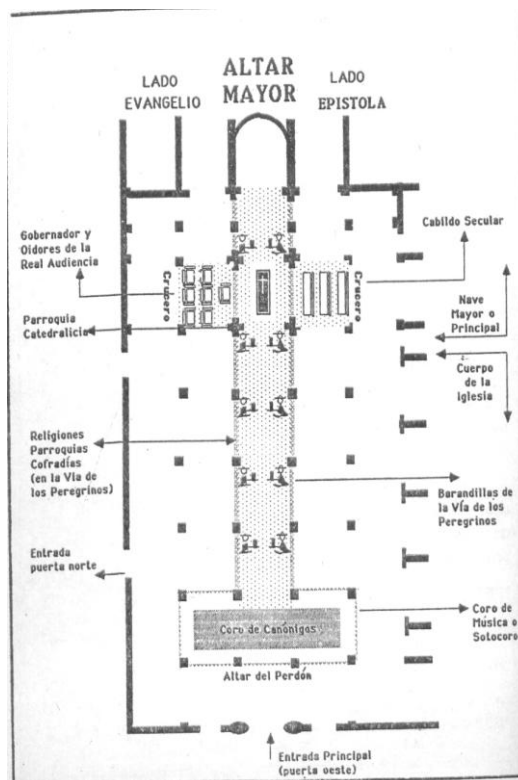 LADO
EVANGELIO
ALTAR
MAYOR
LADO
EPISTOLA
Gobernador y
Oidores de la
Real Audiencia
Crucero
Crucero
Cabildo Secular
Parroquia
Catedralicia
Nave
Mayor o
Principal
Cuerpo
de la
Iglesia
Religiones
Parroquias
Cofradías
(en la Via de
los Peregrinos)
Barandillas de
la Vía de los
Peregrinos
Entrada
puerta norte
Coro de Canónigos
Coro de
Música o
Sotocoro
Altar del Perdón
Entrada Principal
(puerta oeste)